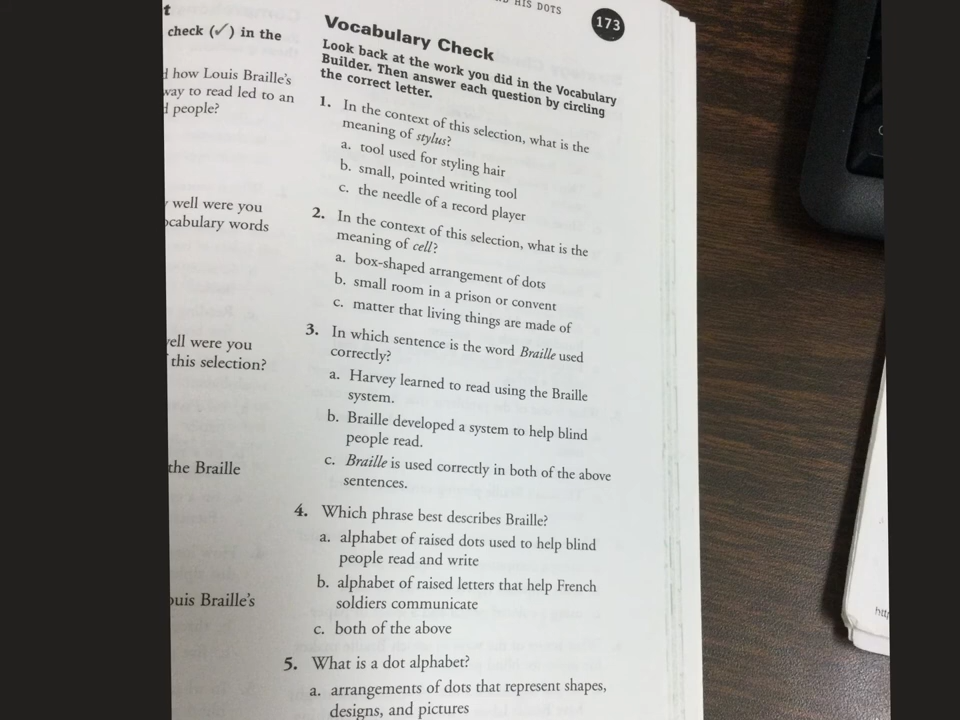 HIS DOTS
173
t
check (✓) in the
how Louis Braille's
way to read led to an
people?
well were you
vocabulary words
well were you
this selection?
the Braille
Louis Braille's
Vocabulary Check
Look back at the work you did in the Vocabulary
Builder. Then answer each question by circling
the correct letter.
1. In the context of this selection, what is the
meaning of stylus?
a. tool used for styling hair
b. small, pointed writing tool
c. the needle of a record player
2. In the context of this selection, what is the
meaning of cell?
a. box-shaped arrangement of dots
b. small room in a prison or convent
c. matter that living things are made of
3. In which sentence is the word Braille used
correctly?
a. Harvey learned to read using the Braille
system.
b. Braille developed a system to help blind
people read.
c. Braille is used correctly in both of the above
sentences.
4. Which phrase best describes Braille?
a. alphabet of raised dots used to help blind
people read and write
b. alphabet of raised letters that help French
soldiers communicate
c. both of the above
5. What is a dot alphabet?
a. arrangements of dots that represent shapes,
designs, and pictures